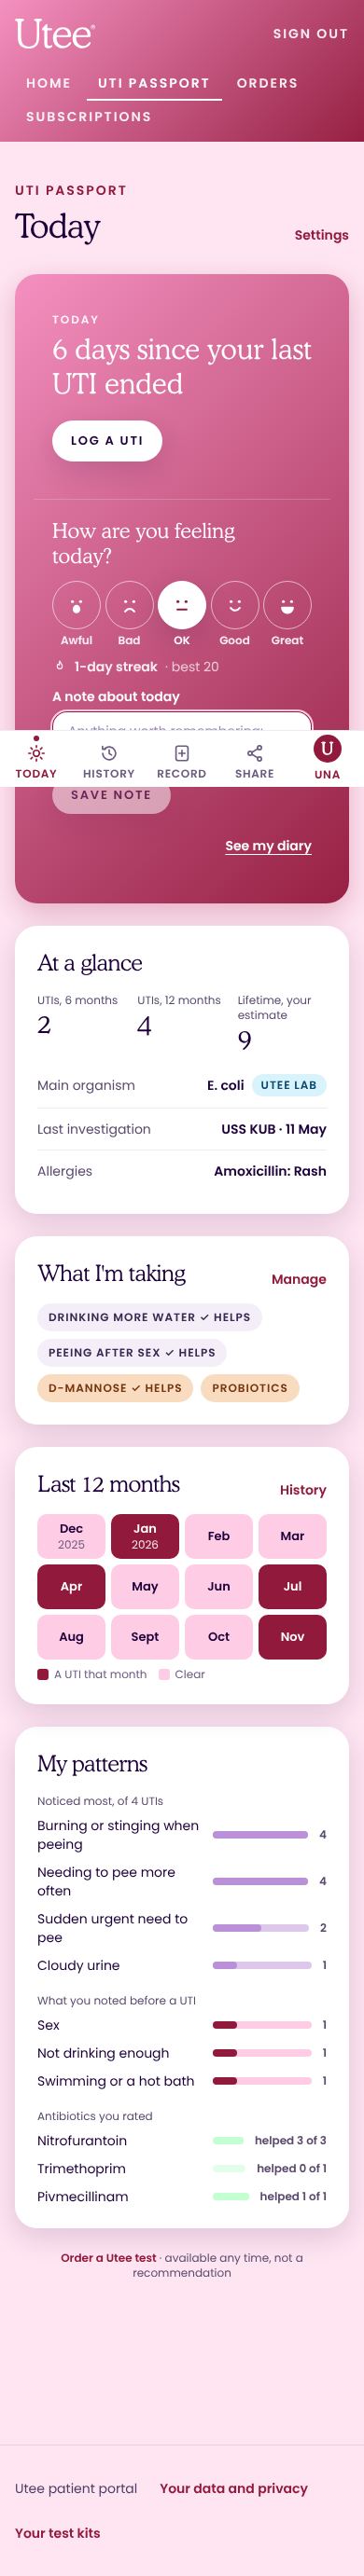 Utee®
SIGN OUT
HOME
UTI PASSPORT
ORDERS
SUBSCRIPTIONS
UTI PASSPORT
Today
Settings
TODAY
6 days since your last
UTI ended
LOG A UTI
How are you feeling
today?
Awful
Bad
OK
Good
Great
1-day streak · best 20
A note about today
Anything worth remembering?
TODAY
HISTORY
RECORD
SHARE
U
UNA
SAVE NOTE
See my diary
At a glance
UTIs, 6 months
2
UTIs, 12 months
4
Lifetime, your
estimate
9
Main organism
E. coli
UTEE LAB
Last investigation
USS KUB · 11 May
Allergies
Amoxicillin: Rash
What I'm taking
Manage
DRINKING MORE WATER ✓ HELPS
PEEING AFTER SEX ✓ HELPS
D-MANNOSE ✓ HELPS
PROBIOTICS
Last 12 months
History
Dec
2025
Jan
2026
Feb
Mar
Apr
May
Jun
Jul
Aug
Sept
Oct
Nov
A UTI that month
Clear
My patterns
Noticed most, of 4 UTIs
Burning or stinging when
peeing
4
Needing to pee more
often
4
Sudden urgent need to
pee
2
Cloudy urine
1
What you noted before a UTI
Sex
1
Not drinking enough
1
Swimming or a hot bath
1
Antibiotics you rated
Nitrofurantoin
helped 3 of 3
Trimethoprim
helped 0 of 1
Pivmecillinam
helped 1 of 1
Order a Utee test · available any time, not a
recommendation
Utee patient portal
Your data and privacy
Your test kits